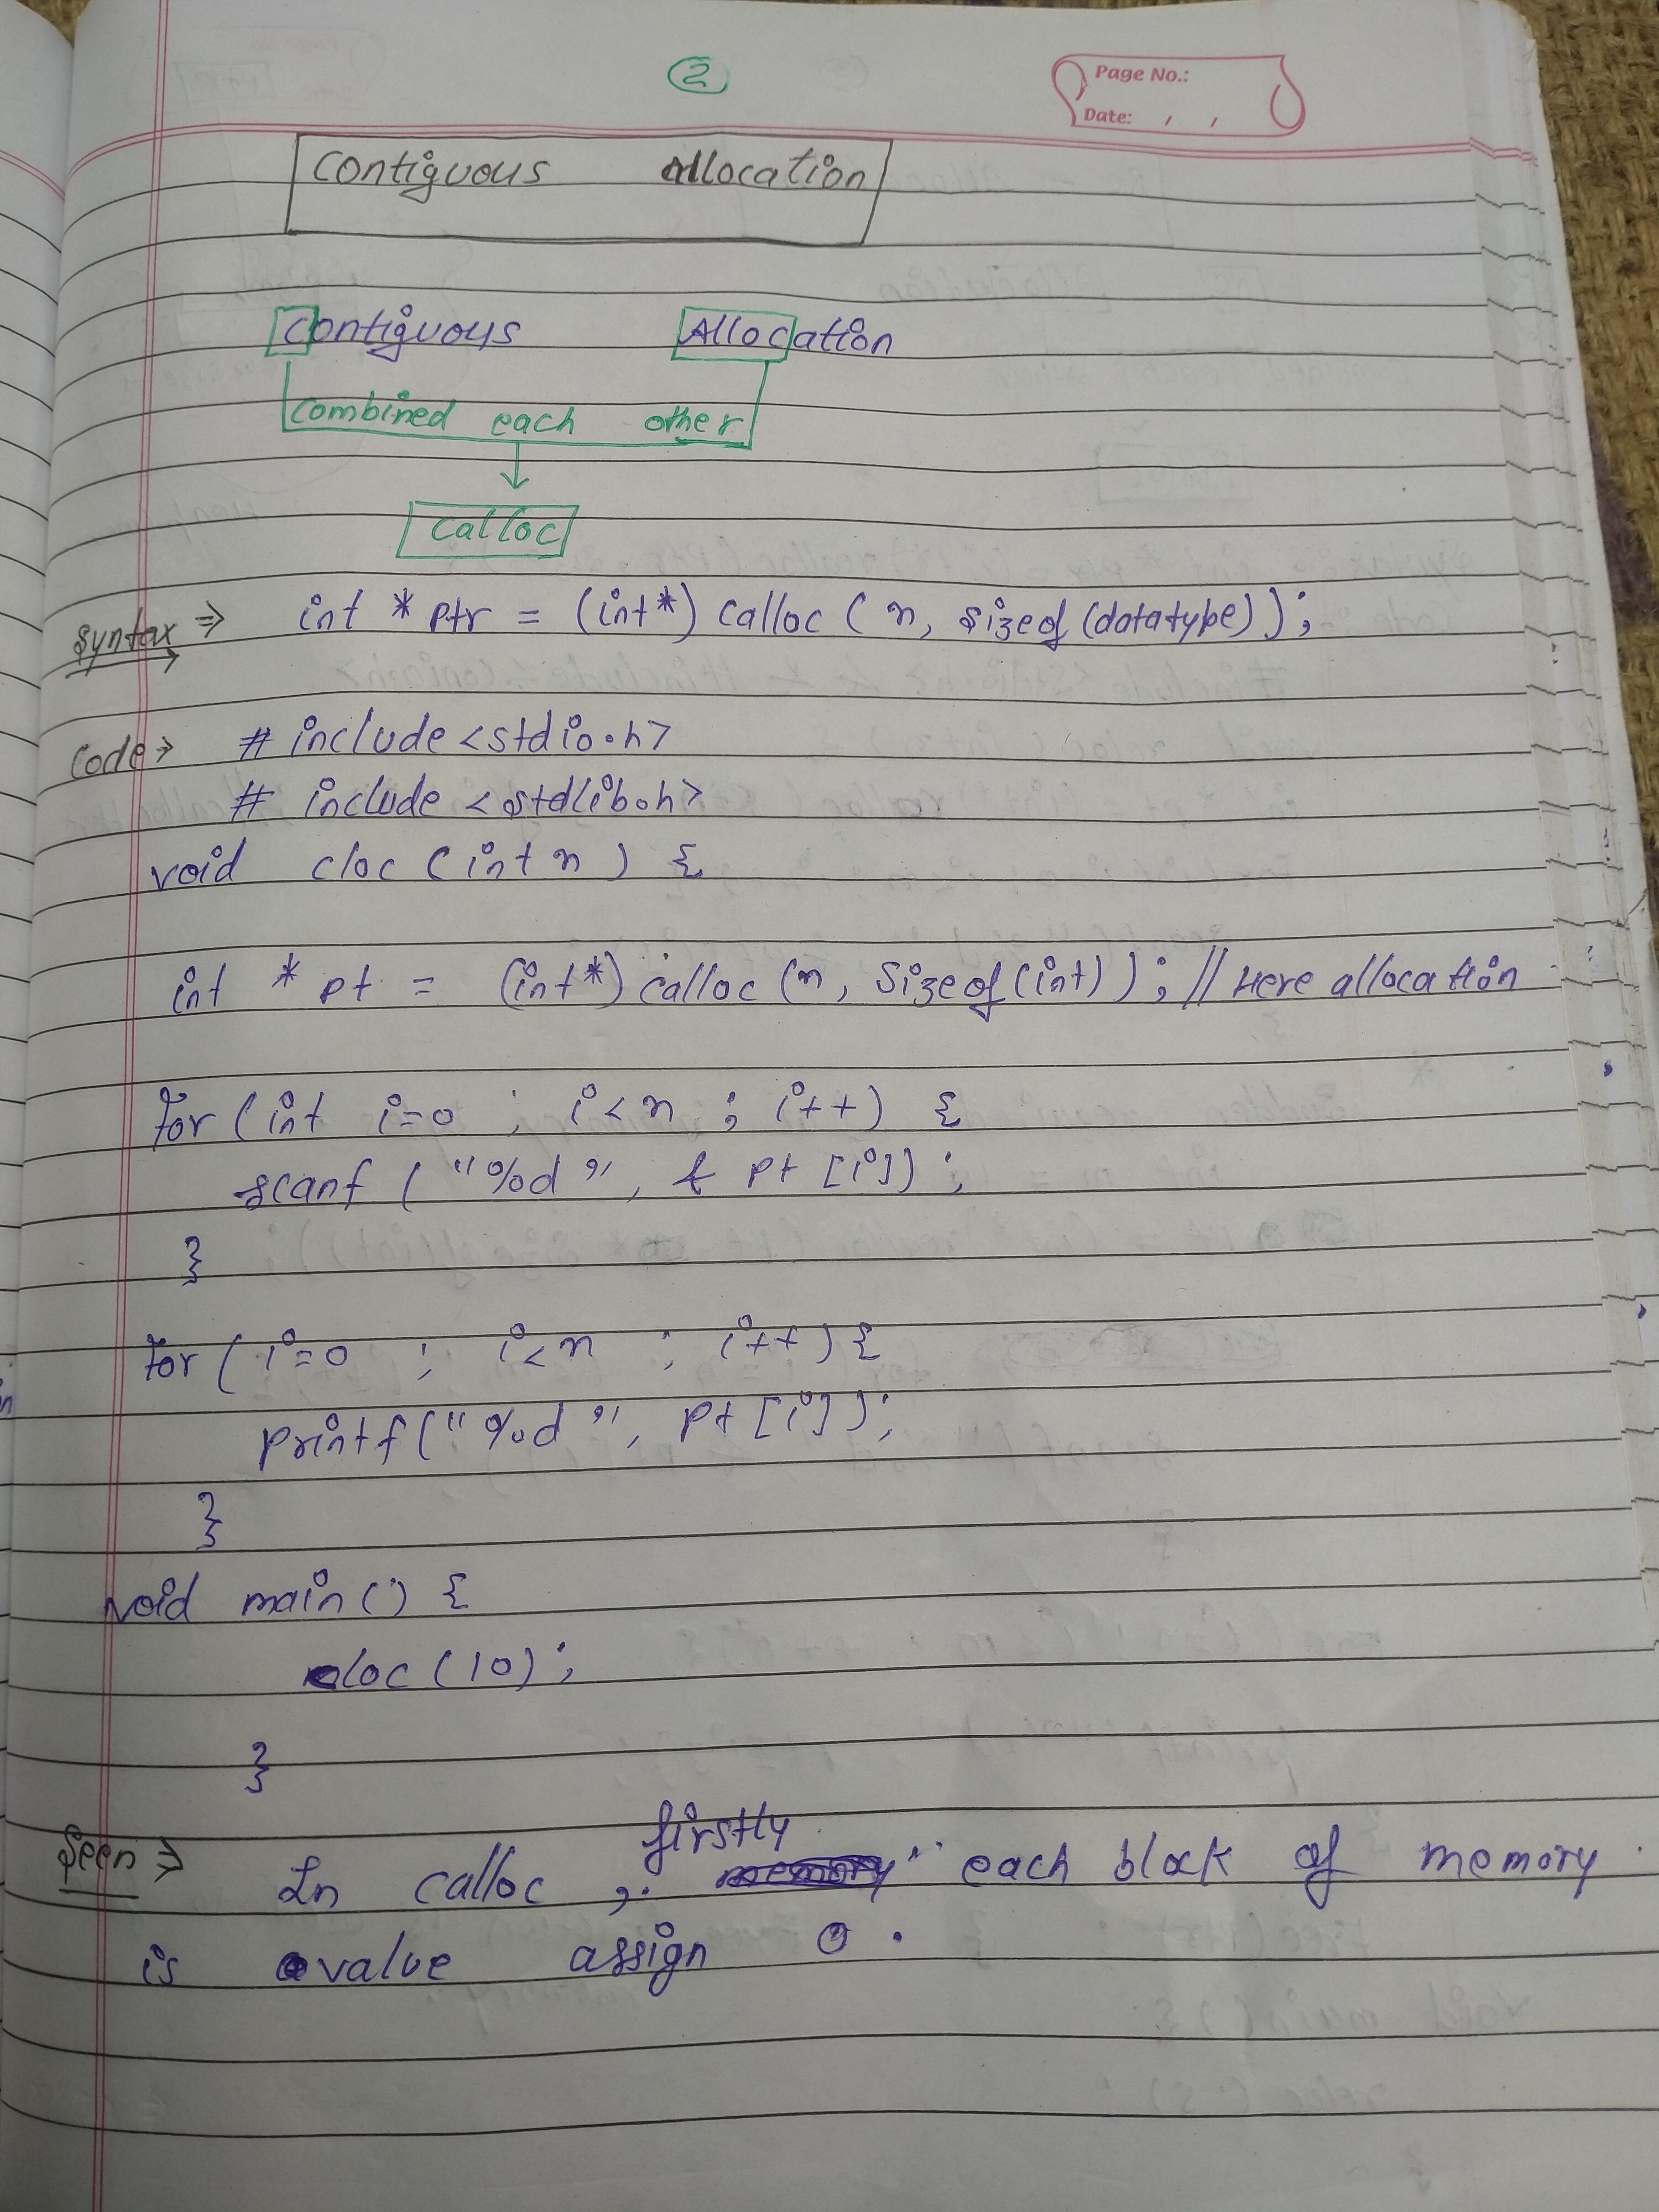 2
Page No.:
Date: , ,
Contiguous Allocation
Contiguous Allocation
Combined each other
Calloc
Syntax ⇒ int * ptr = (int*) calloc ( n, sizeof (datatype) ) ;
Code ⇒ # include <stdio.h>
# include <stdlib.h>
void cloc ( int n ) {
int * pt = (int*) calloc (n, Sizeof (int) ) ; // Here allocation
for ( int i=0 ; i < n ; i++) {
scanf ( "%d", & pt [i]) ;
}
for ( i=0 ; i<n ; i++) {
printf ("%d", pt [i]) ;
}
void main () {
cloc (10) ;
}
Seen ⇒ In calloc, firstly each block of memory
is value assign 0 .